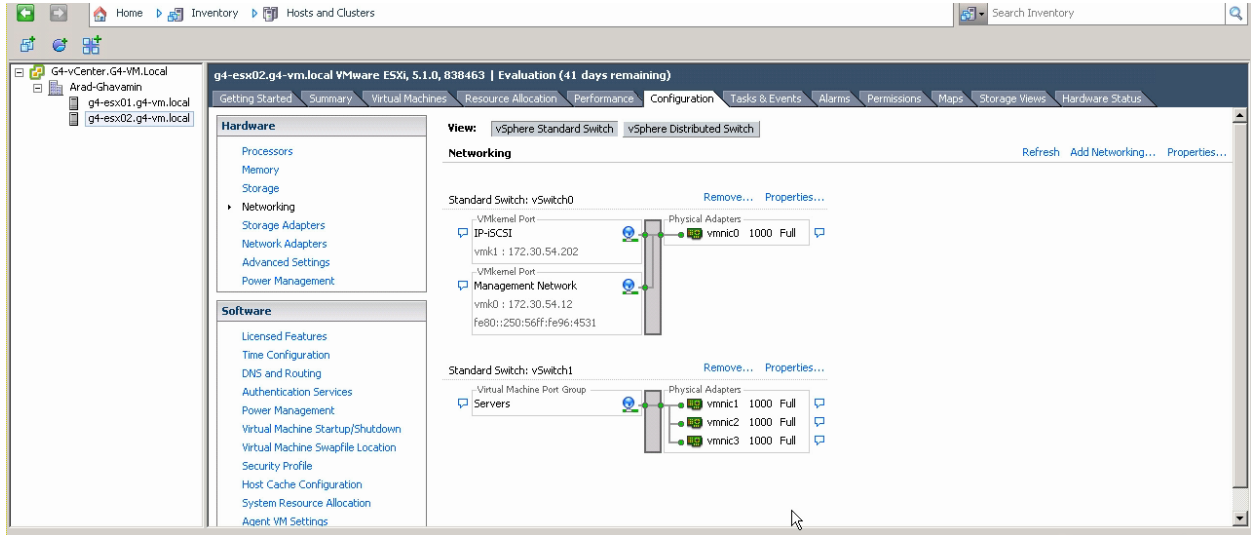 Home Inventory Hosts and Clusters Search Inventory
G4-vCenter.G4-VM.Local
Arad-Ghavamin
g4-esx01.g4-vm.local
g4-esx02.g4-vm.local
g4-esx02.g4-vm.local VMware ESXi, 5.1.0, 838463 | Evaluation (41 days remaining)
Getting Started Summary Virtual Machines Resource Allocation Performance Configuration Tasks & Events Alarms Permissions Maps Storage Views Hardware Status
Hardware
Processors
Memory
Storage
Networking
Storage Adapters
Network Adapters
Advanced Settings
Power Management
Software
Licensed Features
Time Configuration
DNS and Routing
Authentication Services
Power Management
Virtual Machine Startup/Shutdown
Virtual Machine Swapfile Location
Security Profile
Host Cache Configuration
System Resource Allocation
Agent VM Settings
View: vSphere Standard Switch vSphere Distributed Switch
Networking Refresh Add Networking... Properties...
Standard Switch: vSwitch0 Remove... Properties...
VMkernel Port Physical Adapters
IP-iSCSI vmnic0 1000 Full
vmk1 : 172.30.54.202
VMkernel Port
Management Network
vmk0 : 172.30.54.12
fe80::250:56ff:fe96:4531
Standard Switch: vSwitch1 Remove... Properties...
Virtual Machine Port Group Physical Adapters
Servers vmnic1 1000 Full
vmnic2 1000 Full
vmnic3 1000 Full